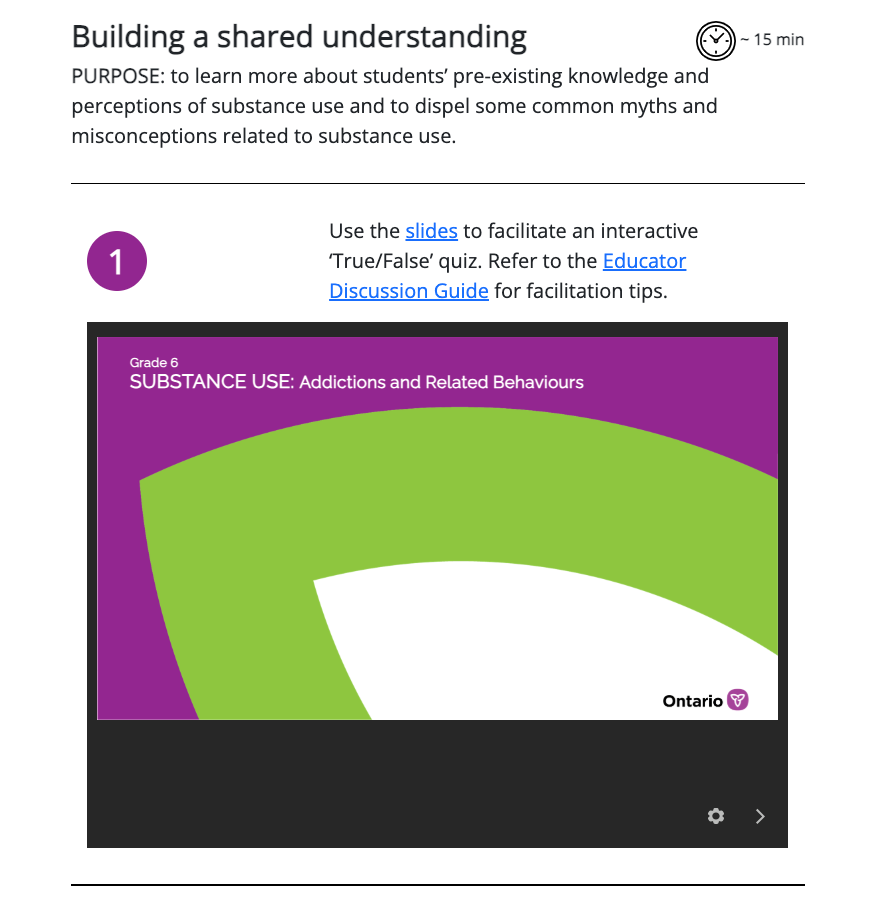 Building a shared understanding
~ 15 min
PURPOSE: to learn more about students’ pre-existing knowledge and
perceptions of substance use and to dispel some common myths and
misconceptions related to substance use.
1
Use the slides to facilitate an interactive
‘True/False’ quiz. Refer to the Educator
Discussion Guide for facilitation tips.
Grade 6
SUBSTANCE USE: Addictions and Related Behaviours
Ontario